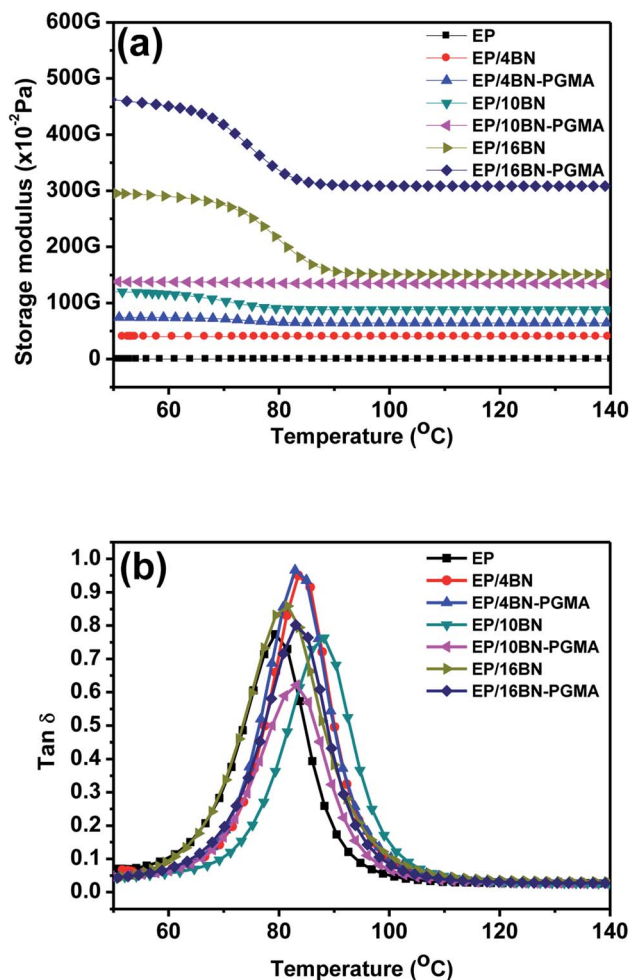 (a)
EP
EP/4BN
EP/4BN-PGMA
EP/10BN
EP/10BN-PGMA
EP/16BN
EP/16BN-PGMA
600G
500G
400G
300G
200G
100G
0
Storage modulus (x10⁻²Pa)
60 80 100 120 140
Temperature (°C)
(b)
EP
EP/4BN
EP/4BN-PGMA
EP/10BN
EP/10BN-PGMA
EP/16BN
EP/16BN-PGMA
1.0
0.9
0.8
0.7
0.6
0.5
0.4
0.3
0.2
0.1
0.0
Tan δ
60 80 100 120 140
Temperature (°C)